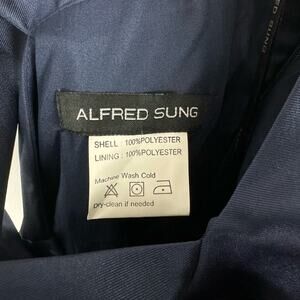 ALFRED SUNG
SHELL : 100%POLYESTER
LINING : 100%POLYESTER
Machine Wash Cold
dry-clean if needed